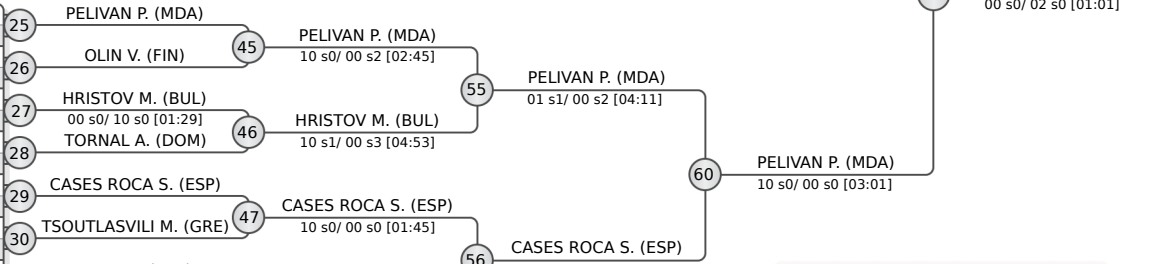 00 s0/ 02 s0 [01:01]
25
PELIVAN P. (MDA)
45
PELIVAN P. (MDA)
10 s0/ 00 s2 [02:45]
26
OLIN V. (FIN)
55
PELIVAN P. (MDA)
01 s1/ 00 s2 [04:11]
27
HRISTOV M. (BUL)
00 s0/ 10 s0 [01:29]
46
HRISTOV M. (BUL)
10 s1/ 00 s3 [04:53]
28
TORNAL A. (DOM)
60
PELIVAN P. (MDA)
10 s0/ 00 s0 [03:01]
29
CASES ROCA S. (ESP)
47
CASES ROCA S. (ESP)
10 s0/ 00 s0 [01:45]
30
TSOUTLASVILI M. (GRE)
56
CASES ROCA S. (ESP)